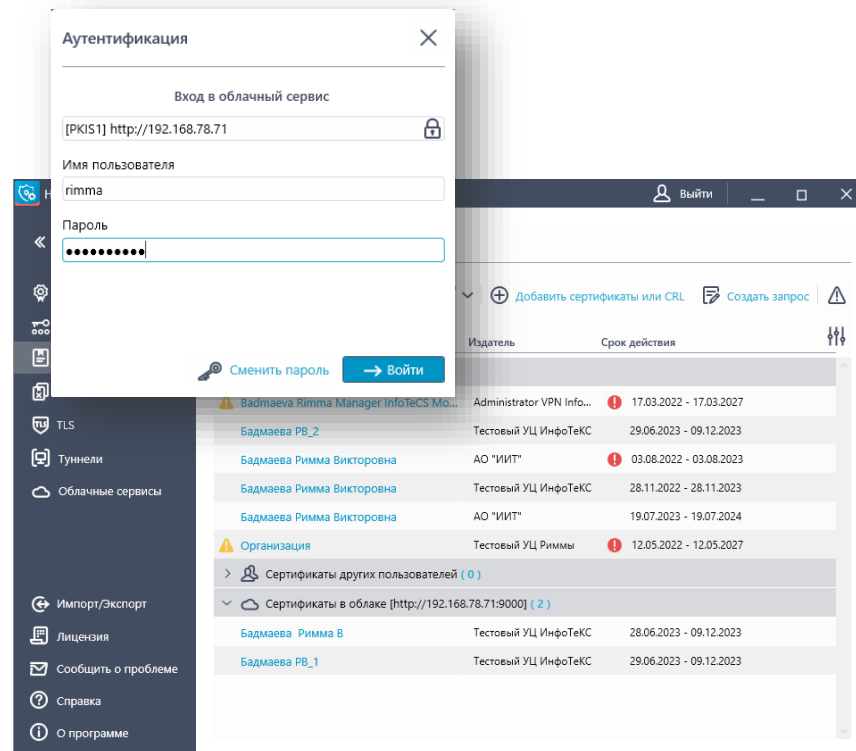 Аутентификация
Вход в облачный сервис
[PKIS1] http://192.168.78.71
Имя пользователя
rimma
Пароль
Сменить пароль
Войти
Выйти
Добавить сертификаты или CRL
Создать запрос
Издатель Срок действия
Badmaeva Rimma Manager InfoTeCS Mo... Administrator VPN Info... 17.03.2022 - 17.03.2027
Бадмаева РВ_2 Тестовый УЦ ИнфоТеКС 29.06.2023 - 09.12.2023
Бадмаева Римма Викторовна АО "ИИТ" 03.08.2022 - 03.08.2023
Бадмаева Римма Викторовна Тестовый УЦ ИнфоТеКС 28.11.2022 - 28.11.2023
Бадмаева Римма Викторовна АО "ИИТ" 19.07.2023 - 19.07.2024
Организация Тестовый УЦ Риммы 12.05.2022 - 12.05.2027
Сертификаты других пользователей ( 0 )
Сертификаты в облаке [http://192.168.78.71:9000] ( 2 )
Бадмаева Римма В Тестовый УЦ ИнфоТеКС 28.06.2023 - 09.12.2023
Бадмаева РВ_1 Тестовый УЦ ИнфоТеКС 29.06.2023 - 09.12.2023
TLS
Туннели
Облачные сервисы
Импорт/Экспорт
Лицензия
Сообщить о проблеме
Справка
О программе